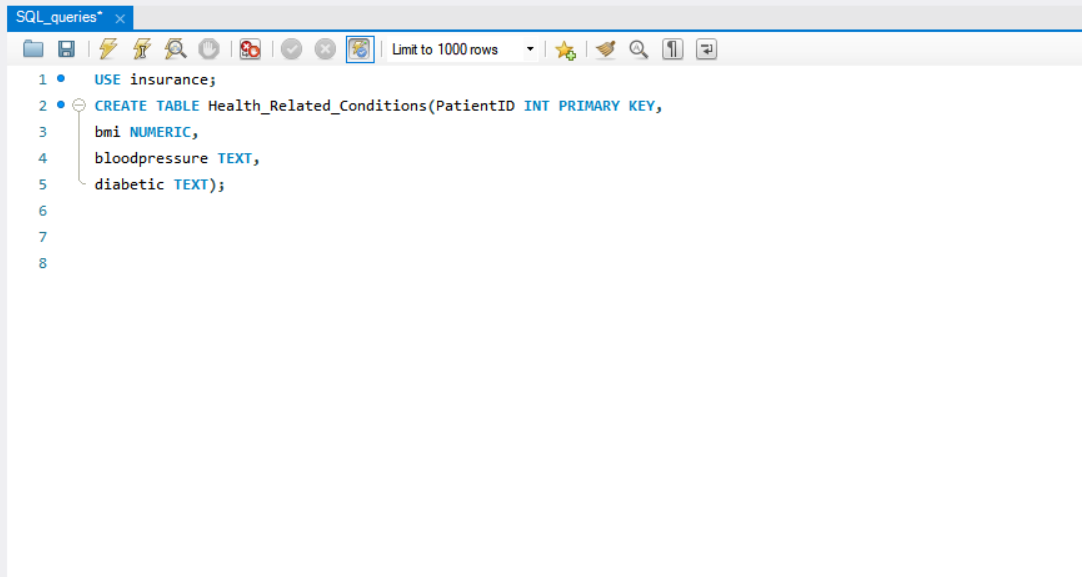 SQL_queries*
Limit to 1000 rows
1 USE insurance;
2 CREATE TABLE Health_Related_Conditions(PatientID INT PRIMARY KEY,
3 bmi NUMERIC,
4 bloodpressure TEXT,
5 diabetic TEXT);
6
7
8